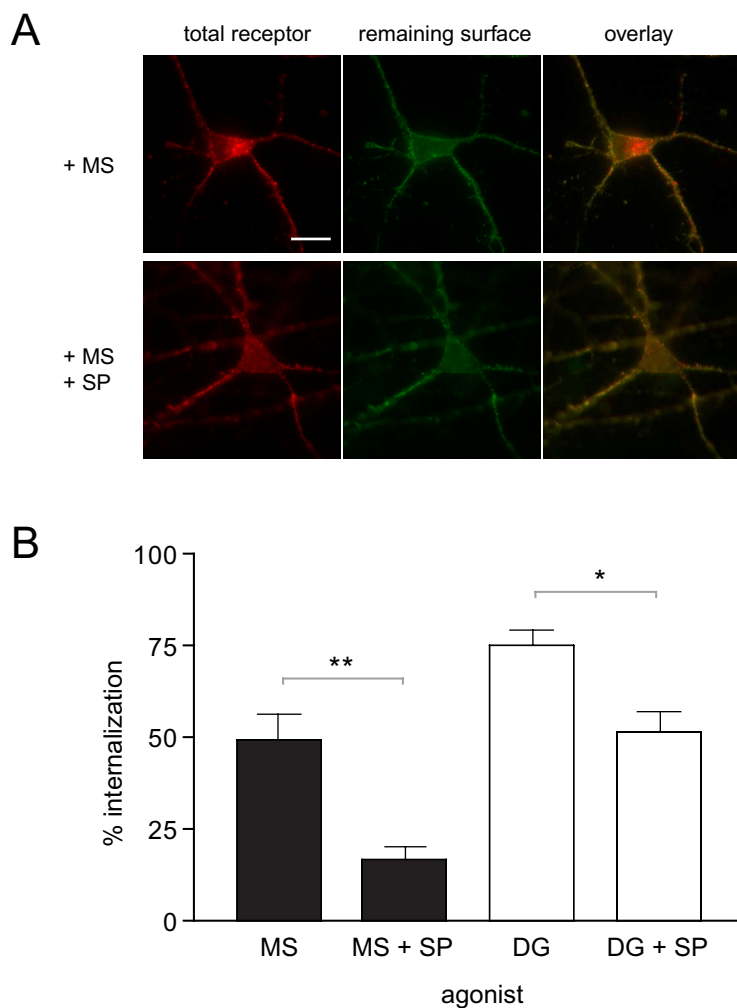 A
total receptor remaining surface overlay
+ MS
+ MS
+ SP
B
100
75
50
25
0
% internalization
**
*
MS MS + SP DG DG + SP
agonist